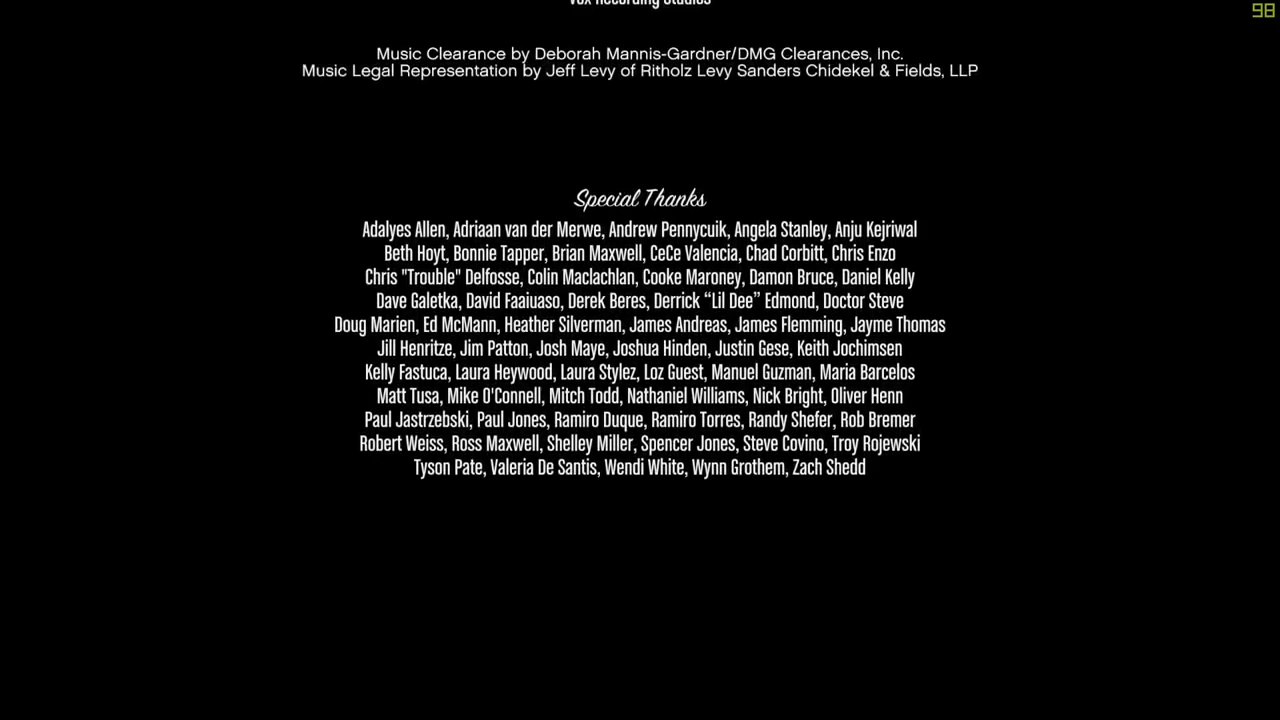 Vox Recording Studios
98
Music Clearance by Deborah Mannis-Gardner/DMG Clearances, Inc.
Music Legal Representation by Jeff Levy of Ritholz Levy Sanders Chidekel & Fields, LLP
Special Thanks
Adalyes Allen, Adriaan van der Merwe, Andrew Pennycuik, Angela Stanley, Anju Kejriwal
Beth Hoyt, Bonnie Tapper, Brian Maxwell, CeCe Valencia, Chad Corbitt, Chris Enzo
Chris "Trouble" Delfosse, Colin Maclachlan, Cooke Maroney, Damon Bruce, Daniel Kelly
Dave Galetka, David Faaiuaso, Derek Beres, Derrick “Lil Dee” Edmond, Doctor Steve
Doug Marien, Ed McMann, Heather Silverman, James Andreas, James Flemming, Jayme Thomas
Jill Henritze, Jim Patton, Josh Maye, Joshua Hinden, Justin Gese, Keith Jochimsen
Kelly Fastuca, Laura Heywood, Laura Stylez, Loz Guest, Manuel Guzman, Maria Barcelos
Matt Tusa, Mike O'Connell, Mitch Todd, Nathaniel Williams, Nick Bright, Oliver Henn
Paul Jastrzebski, Paul Jones, Ramiro Duque, Ramiro Torres, Randy Shefer, Rob Bremer
Robert Weiss, Ross Maxwell, Shelley Miller, Spencer Jones, Steve Covino, Troy Rojewski
Tyson Pate, Valeria De Santis, Wendi White, Wynn Grothem, Zach Shedd